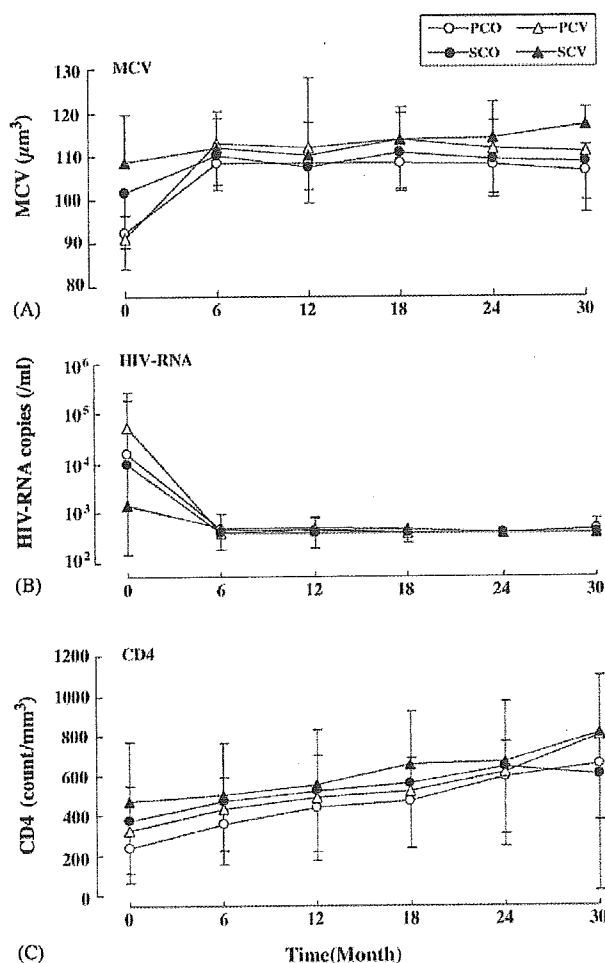 PCO PCV
SCO SCV
MCV
130
120
110
100
90
80
MCV (μm³)
0 6 12 18 24 30
(A)
HIV-RNA
10⁶
10⁵
10⁴
10³
10²
HIV-RNA copies (/ml)
0 6 12 18 24 30
(B)
CD4
1200
1000
800
600
400
200
0
CD4 (count/mm³)
0 6 12 18 24 30
(C) Time(Month)